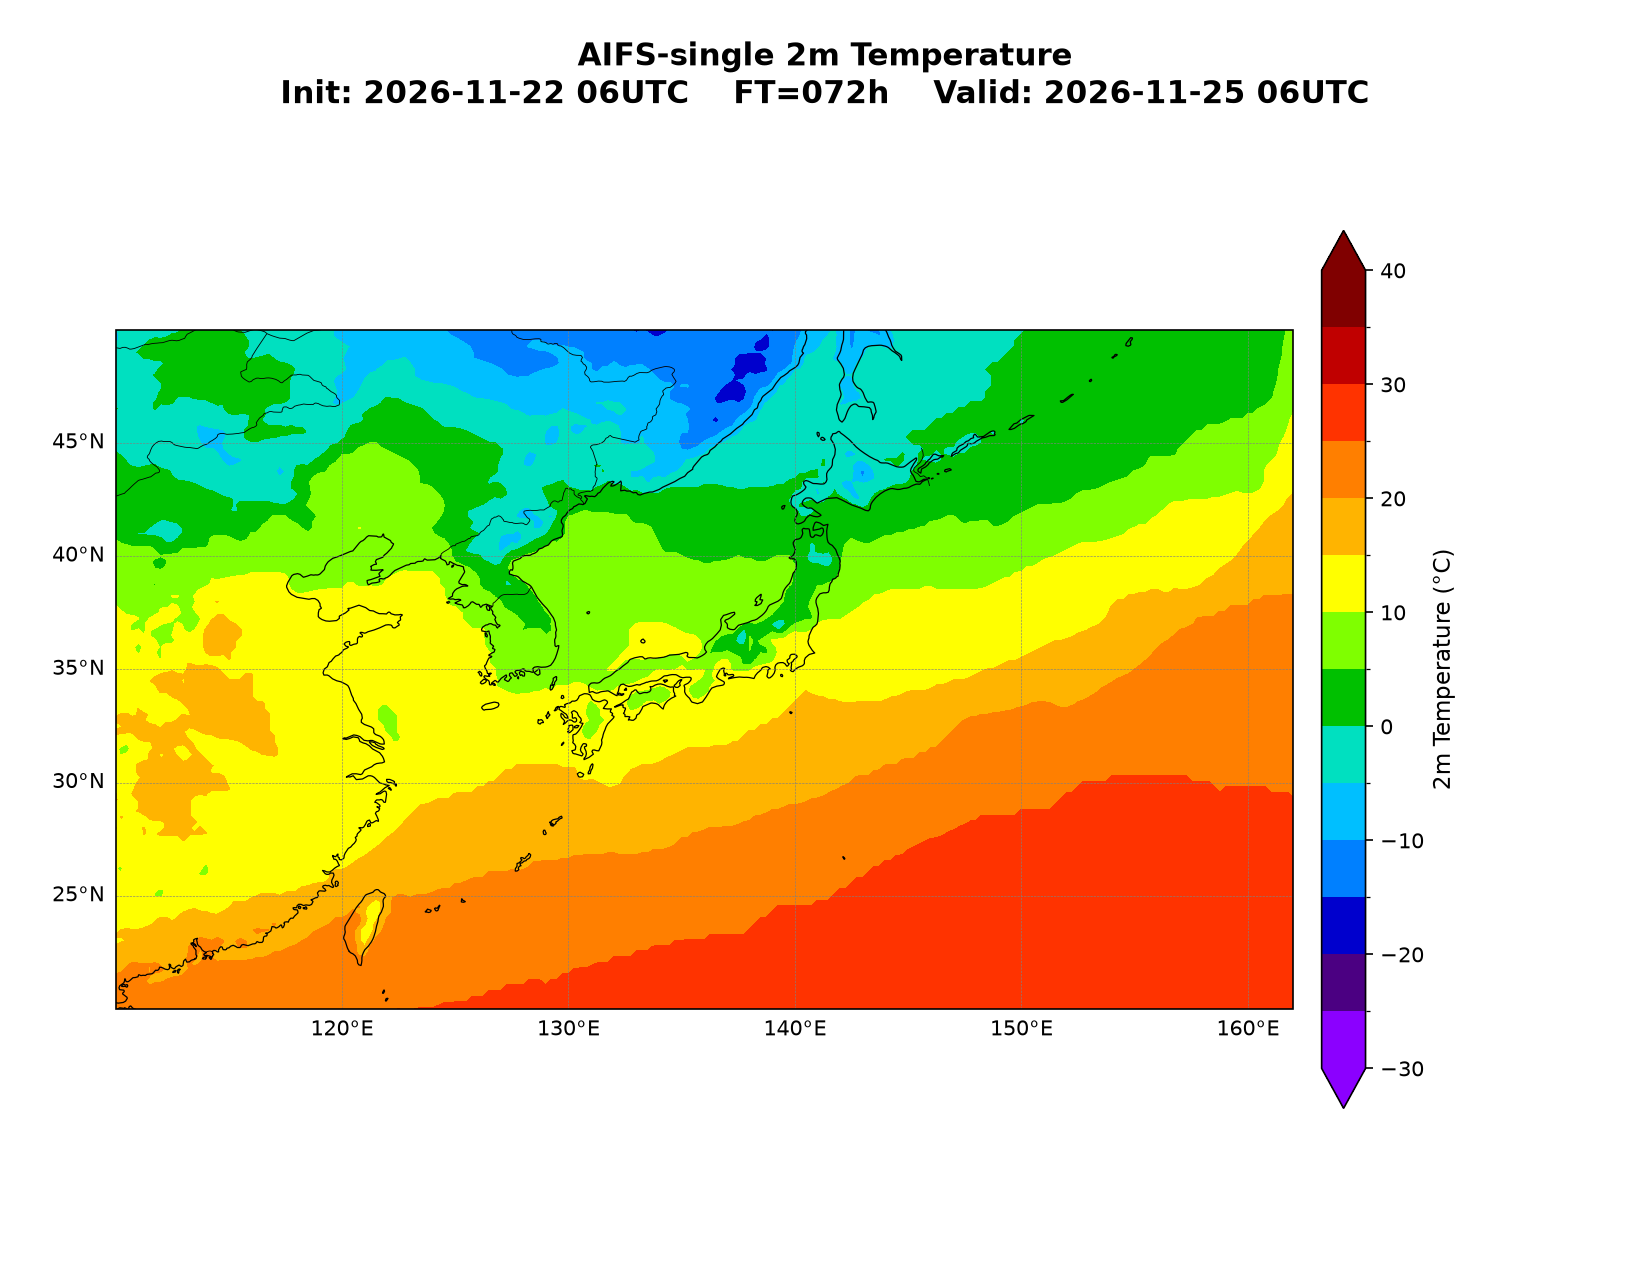 AIFS-single 2m Temperature
Init: 2026-11-22 06UTC    FT=072h    Valid: 2026-11-25 06UTC
45°N
40°N
35°N
30°N
25°N
120°E
130°E
140°E
150°E
160°E
40
30
20
10
0
−10
−20
−30
2m Temperature (°C)